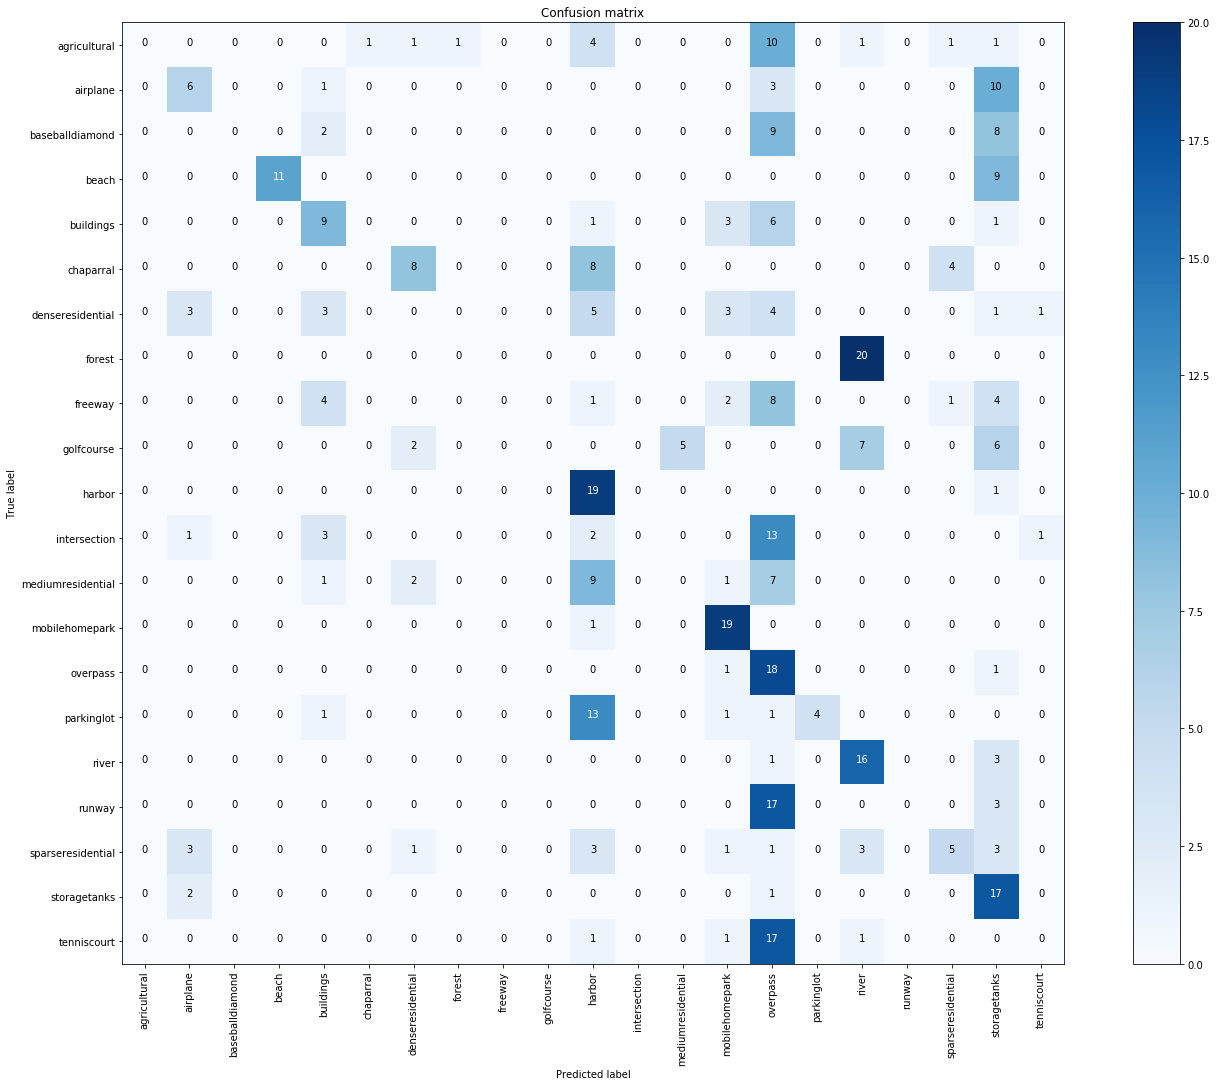 Confusion matrix
agricultural 0 0 0 0 0 1 1 1 0 0 4 0 0 0 10 0 1 0 1 1 0
airplane 0 6 0 0 1 0 0 0 0 0 0 0 0 0 3 0 0 0 0 10 0
baseballdiamond 0 0 0 0 2 0 0 0 0 0 0 0 0 0 9 0 0 0 0 8 0
beach 0 0 0 11 0 0 0 0 0 0 0 0 0 0 0 0 0 0 0 9 0
buildings 0 0 0 0 9 0 0 0 0 0 1 0 0 3 6 0 0 0 0 1 0
chaparral 0 0 0 0 0 0 8 0 0 0 8 0 0 0 0 0 0 0 4 0 0
denseresidential 0 3 0 0 3 0 0 0 0 0 5 0 0 3 4 0 0 0 0 1 1
forest 0 0 0 0 0 0 0 0 0 0 0 0 0 0 0 0 20 0 0 0 0
freeway 0 0 0 0 4 0 0 0 0 0 1 0 0 2 8 0 0 0 1 4 0
golfcourse 0 0 0 0 0 0 2 0 0 0 0 0 5 0 0 0 7 0 0 6 0
harbor 0 0 0 0 0 0 0 0 0 0 19 0 0 0 0 0 0 0 0 1 0
intersection 0 1 0 0 3 0 0 0 0 0 2 0 0 0 13 0 0 0 0 0 1
mediumresidential 0 0 0 0 1 0 2 0 0 0 9 0 0 1 7 0 0 0 0 0 0
mobilehomepark 0 0 0 0 0 0 0 0 0 0 1 0 0 19 0 0 0 0 0 0 0
overpass 0 0 0 0 0 0 0 0 0 0 0 0 0 1 18 0 0 0 0 1 0
parkinglot 0 0 0 0 1 0 0 0 0 0 13 0 0 1 1 4 0 0 0 0 0
river 0 0 0 0 0 0 0 0 0 0 0 0 0 0 1 0 16 0 0 3 0
runway 0 0 0 0 0 0 0 0 0 0 0 0 0 0 17 0 0 0 0 3 0
sparseresidential 0 3 0 0 0 0 1 0 0 0 3 0 0 1 1 0 3 0 5 3 0
storagetanks 0 2 0 0 0 0 0 0 0 0 0 0 0 0 1 0 0 0 0 17 0
tenniscourt 0 0 0 0 0 0 0 0 0 0 1 0 0 1 17 0 1 0 0 0 0
True label
agricultural
airplane
baseballdiamond
beach
buildings
chaparral
denseresidential
forest
freeway
golfcourse
harbor
intersection
mediumresidential
mobilehomepark
overpass
parkinglot
river
runway
sparseresidential
storagetanks
tenniscourt
Predicted label
20.0
17.5
15.0
12.5
10.0
7.5
5.0
2.5
0.0